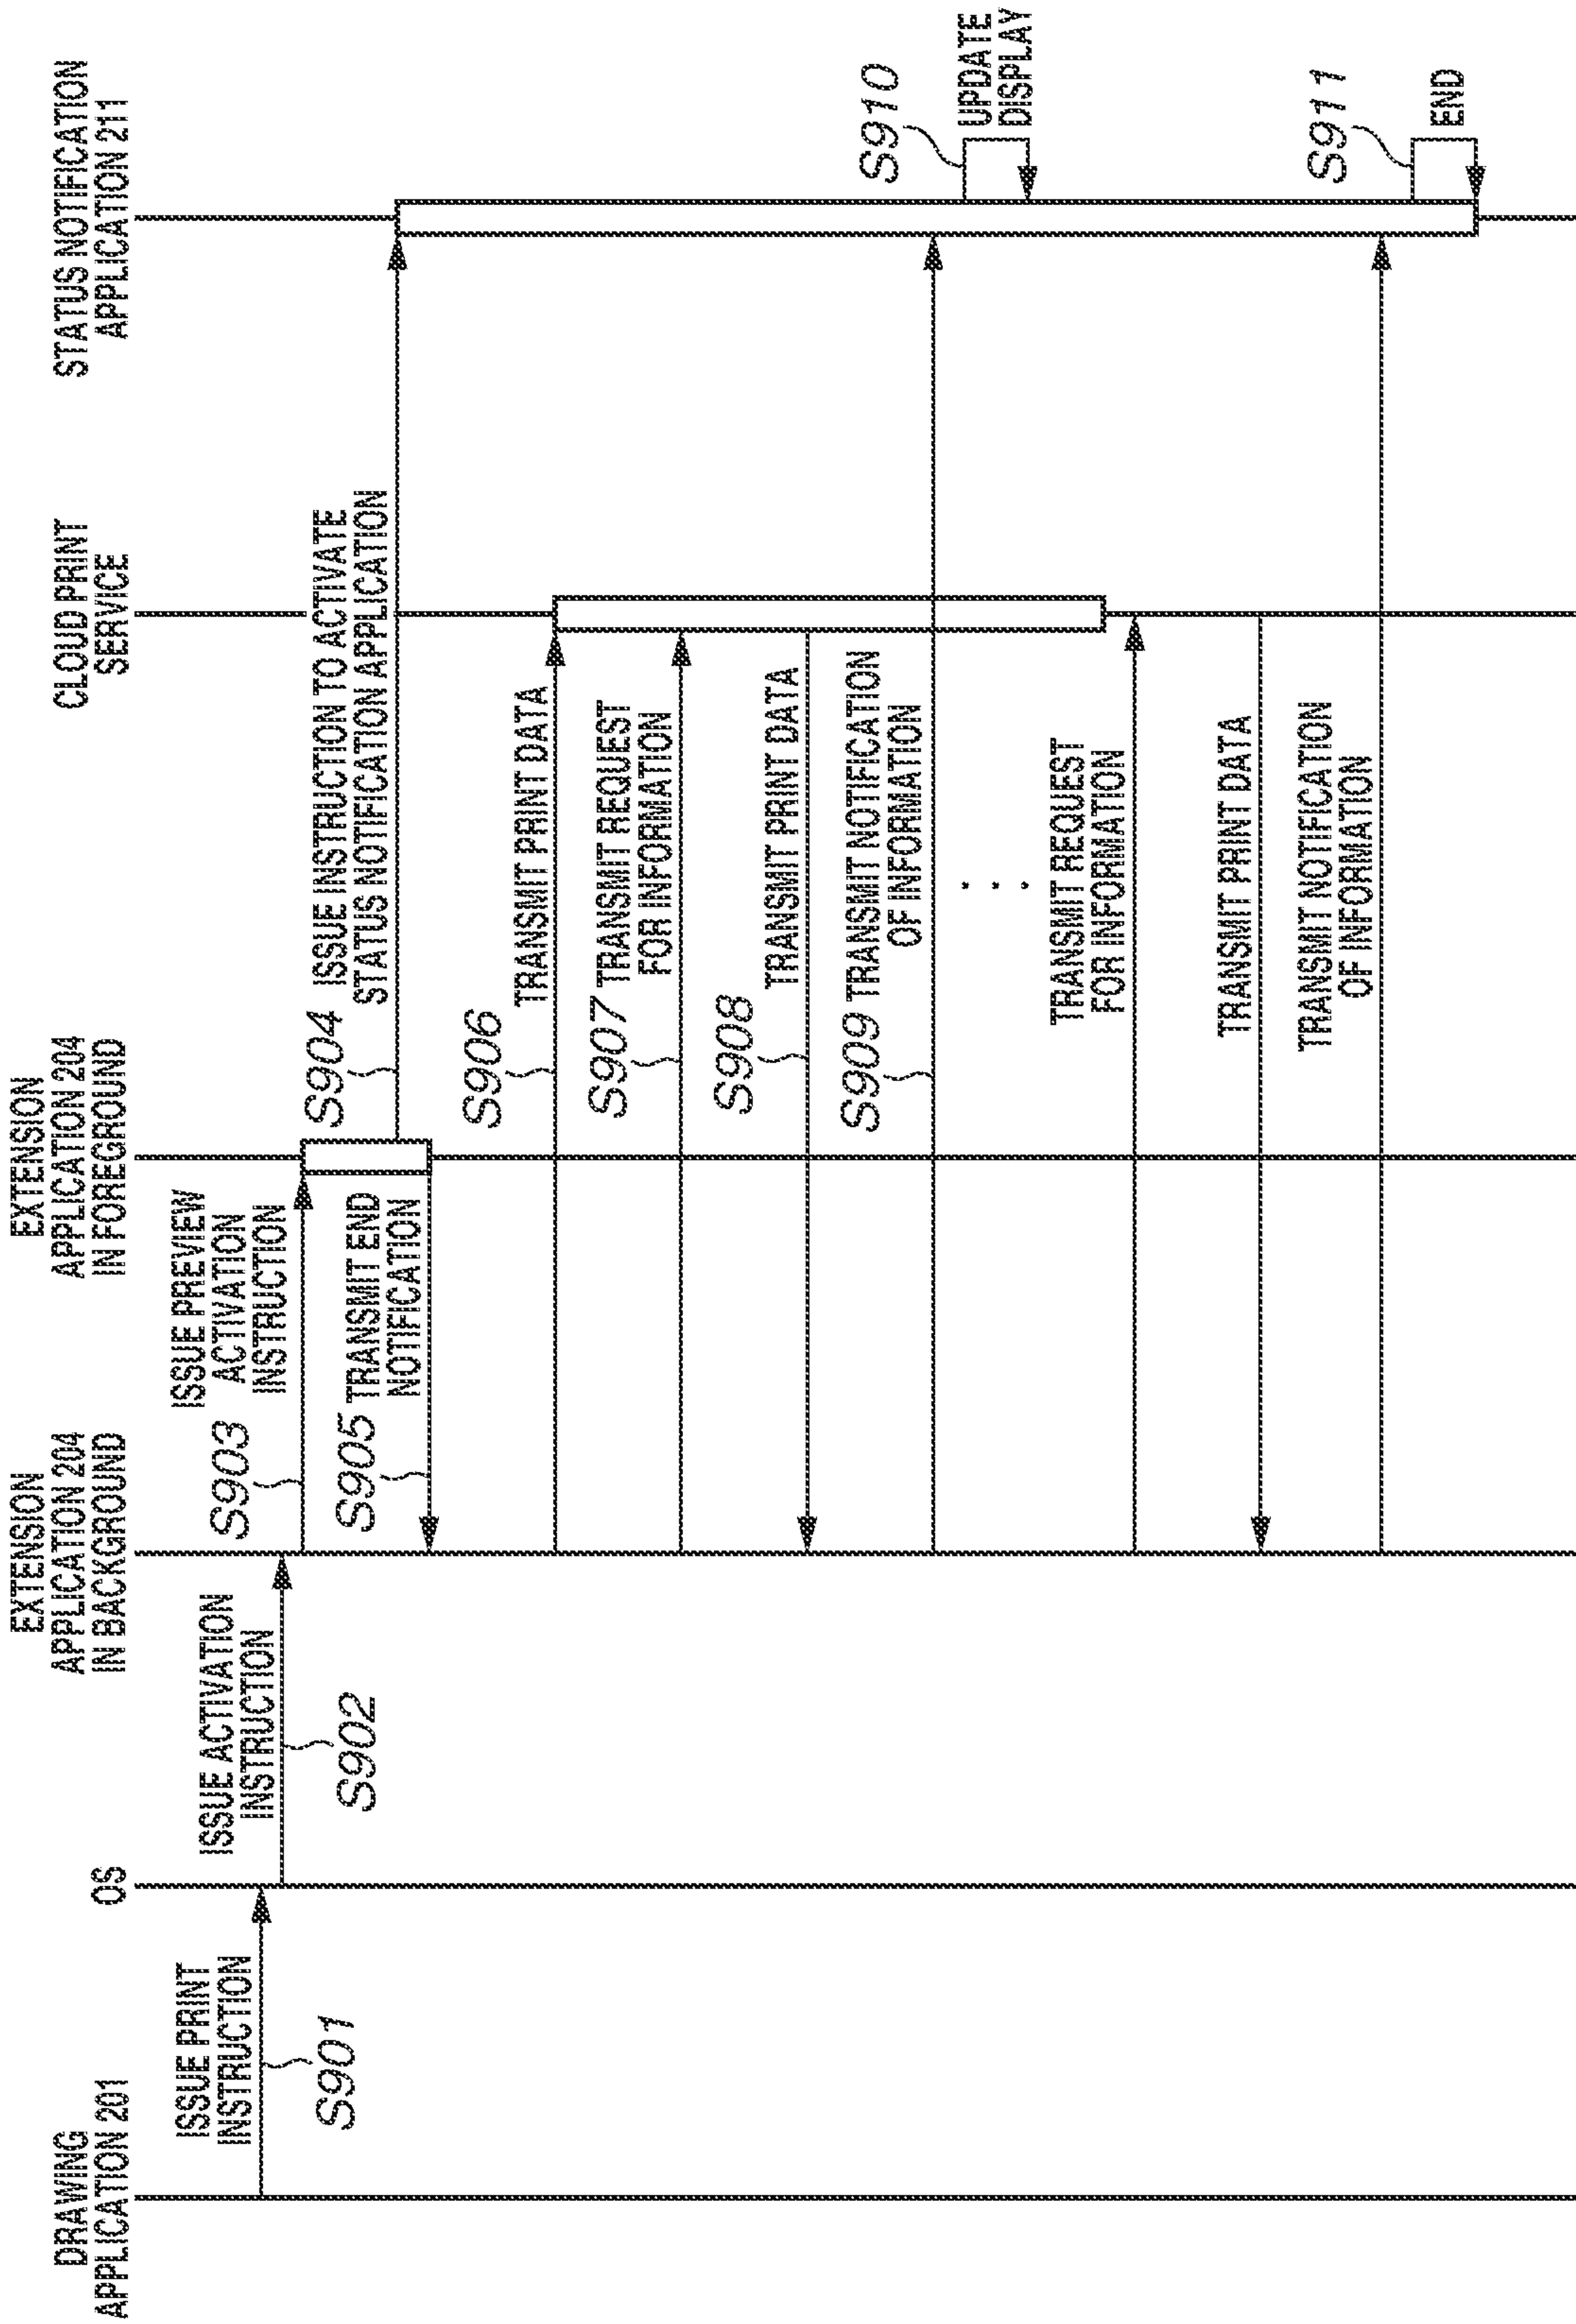 DRAWING
APPLICATION 201
OS
EXTENSION
APPLICATION 204
IN BACKGROUND
EXTENSION
APPLICATION 204
IN FOREGROUND
CLOUD PRINT
SERVICE
STATUS NOTIFICATION
APPLICATION 211
ISSUE PRINT
INSTRUCTION
S901
ISSUE ACTIVATION
INSTRUCTION
S902
ISSUE PREVIEW
ACTIVATION
INSTRUCTION
S903
S904
ISSUE INSTRUCTION TO ACTIVATE
STATUS NOTIFICATION APPLICATION
S905
TRANSMIT END
NOTIFICATION
S906
TRANSMIT PRINT DATA
S907
TRANSMIT REQUEST
FOR INFORMATION
S908
TRANSMIT PRINT DATA
S909
TRANSMIT NOTIFICATION
OF INFORMATION
S910
UPDATE
DISPLAY
. . .
TRANSMIT REQUEST
FOR INFORMATION
TRANSMIT PRINT DATA
TRANSMIT NOTIFICATION
OF INFORMATION
S911
END